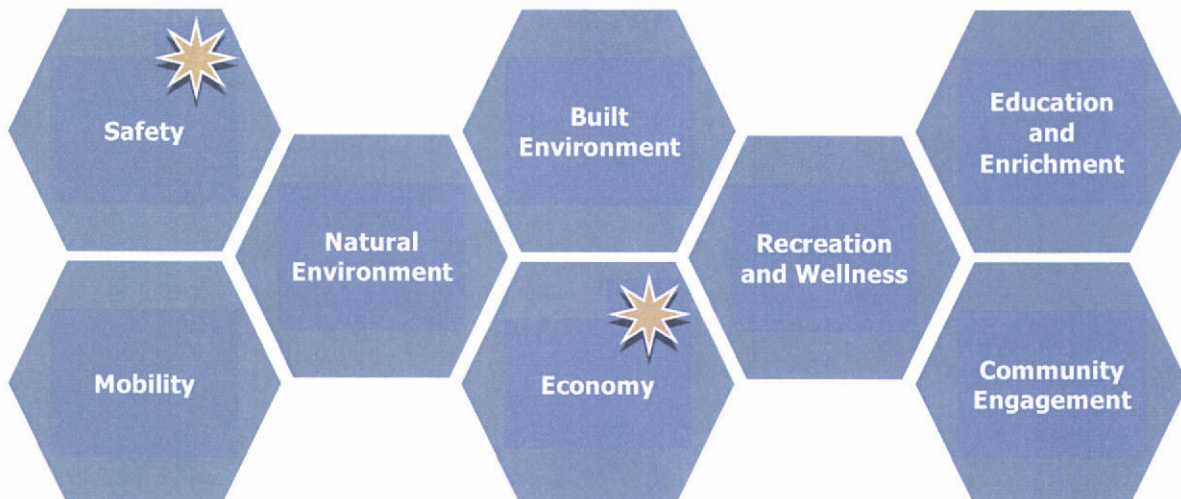 Safety
Mobility
Natural
Environment
Built
Environment
Economy
Recreation
and Wellness
Education
and
Enrichment
Community
Engagement